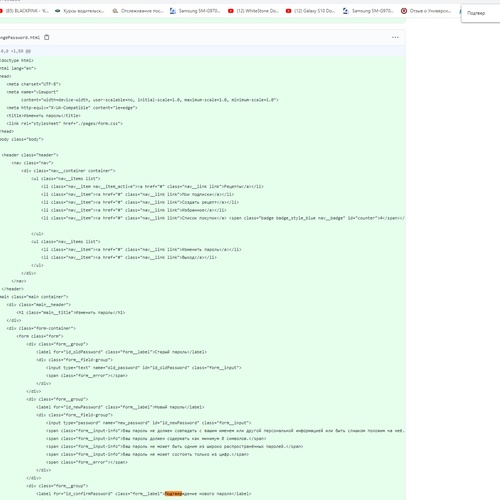 (65) BLACKPINK - 'Ki... Курсы водительск... Отслеживание пос... Samsung SM-G970... (12) WhiteStone Do... (12) Galaxy S10 Do... Samsung SM-G970... Отзыв о Универси... Подтвер
ngePassword.html
-0,0 +1,59 @@
doctype html>
html lang="en">
head>
<meta charset="UTF-8">
<meta name="viewport"
content="width=device-width, user-scalable=no, initial-scale=1.0, maximum-scale=1.0, minimum-scale=1.0">
<meta http-equiv="X-UA-Compatible" content="ie=edge">
<title>Изменить пароль</title>
<link rel="stylesheet" href="./pages/form.css">
head>
body class="body">
<header class="header">
<nav class="nav">
<div class="nav__container container">
<ul class="nav__items list">
<li class="nav__item nav__item_active"><a href="#" class="nav__link link">Рецепты</a></li>
<li class="nav__item"><a href="#" class="nav__link link">Мои подписки</a></li>
<li class="nav__item"><a href="#" class="nav__link link">Создать рецепт</a></li>
<li class="nav__item"><a href="#" class="nav__link link">Избранное</a></li>
<li class="nav__item"><a href="#" class="nav__link link">Список покупок</a> <span class="badge badge_style_blue nav__badge" id="counter">4</span></
</ul>
<ul class="nav__items list">
<li class="nav__item"><a href="#" class="nav__link link">Изменить пароль</a></li>
<li class="nav__item"><a href="#" class="nav__link link">Выход</a></li>
</ul>
</div>
</nav>
</header>
main class="main container">
<div class="main__header">
<h1 class="main__title">Изменить пароль</h1>
</div>
<div class="form-container">
<form class="form">
<div class="form__group">
<label for="id_oldPassword" class="form__label">Старый пароль</label>
<div class="form__field-group">
<input type="text" name="old_password" id="id_oldPassword" class="form__input">
<span class="form__error"></span>
</div>
</div>
<div class="form__group">
<label for="id_newPassword" class="form__label">Новый пароль</label>
<div class="form__field-group">
<input type="password" name="new_password" id="id_newPassword" class="form__input">
<span class="form__input-info">Ваш пароль не должен совпадать с вашим именем или другой персональной информацией или быть слишком похожим на неё.
<span class="form__input-info">Ваш пароль должен содержать как минимум 8 символов.</span>
<span class="form__input-info">Ваш пароль не может быть одним из широко распространённых паролей.</span>
<span class="form__input-info">Ваш пароль не может состоять только из цифр.</span>
<span class="form__error"></span>
</div>
</div>
<div class="form__group">
<label for="id_confirmPassword" class="form__label">Подтверждение нового пароля</label>